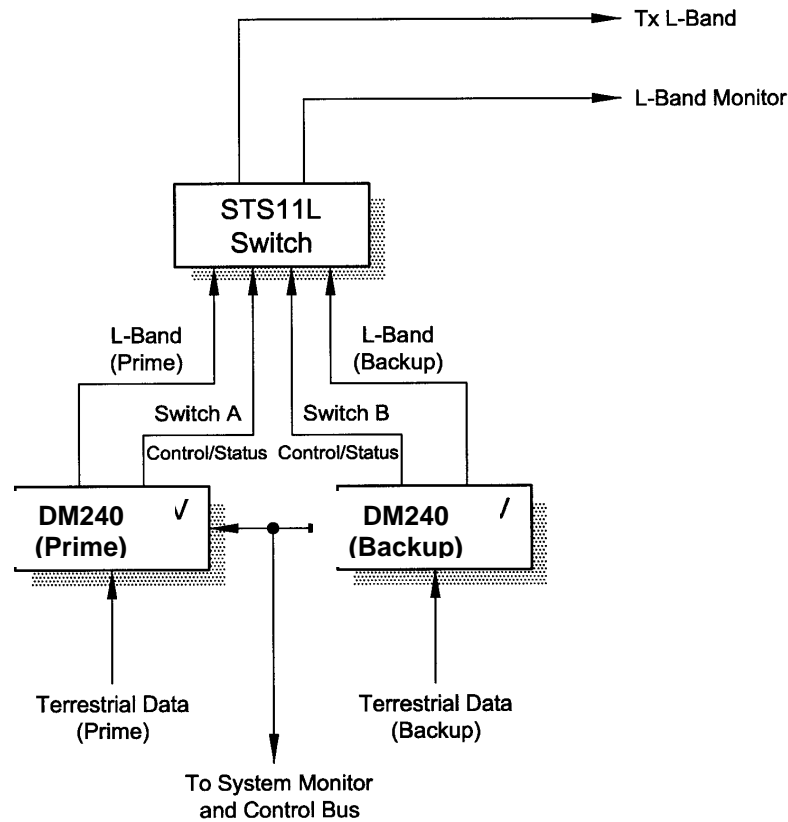 Tx L-Band
L-Band Monitor
STS11L
Switch
L-Band
(Prime)
L-Band
(Backup)
Switch A
Switch B
Control/Status
Control/Status
DM240
(Prime)
DM240
(Backup)
Terrestrial Data
(Prime)
Terrestrial Data
(Backup)
To System Monitor
and Control Bus